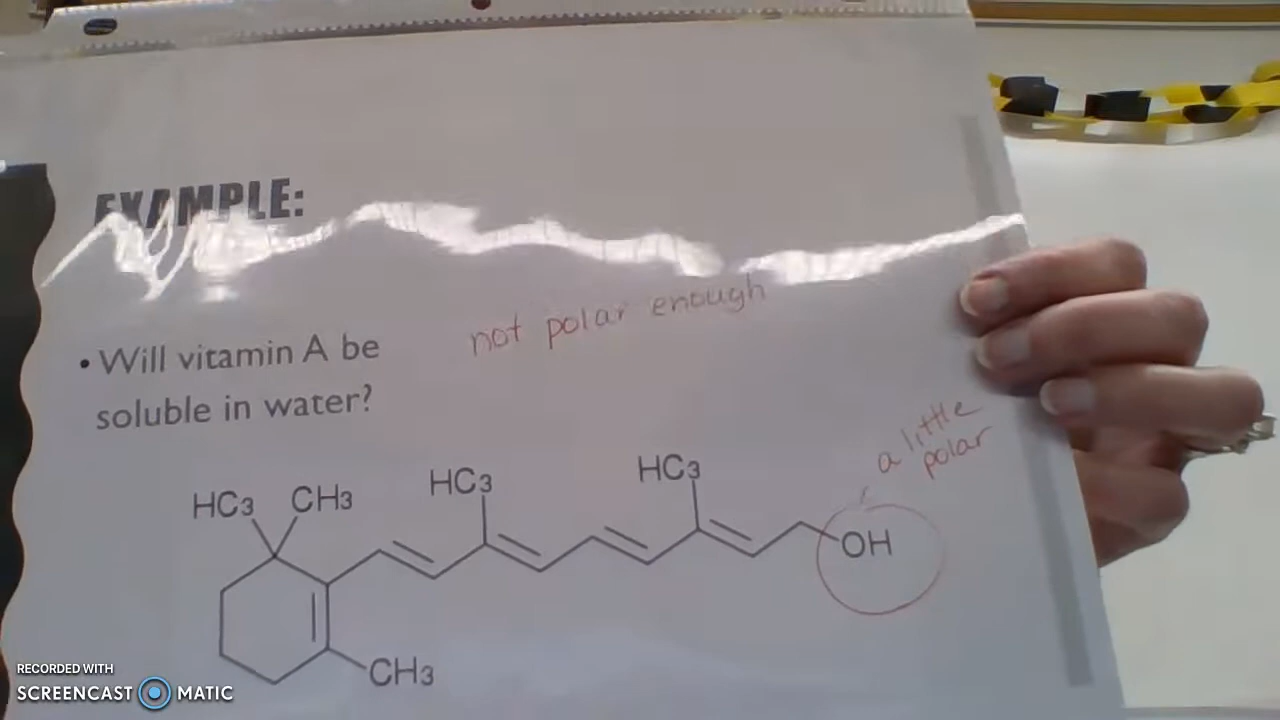 EXAMPLE:
not polar enough
• Will vitamin A be
soluble in water?
a little
polar
HC3 CH3 HC3 HC3
OH
CH3
RECORDED WITH
SCREENCAST MATIC